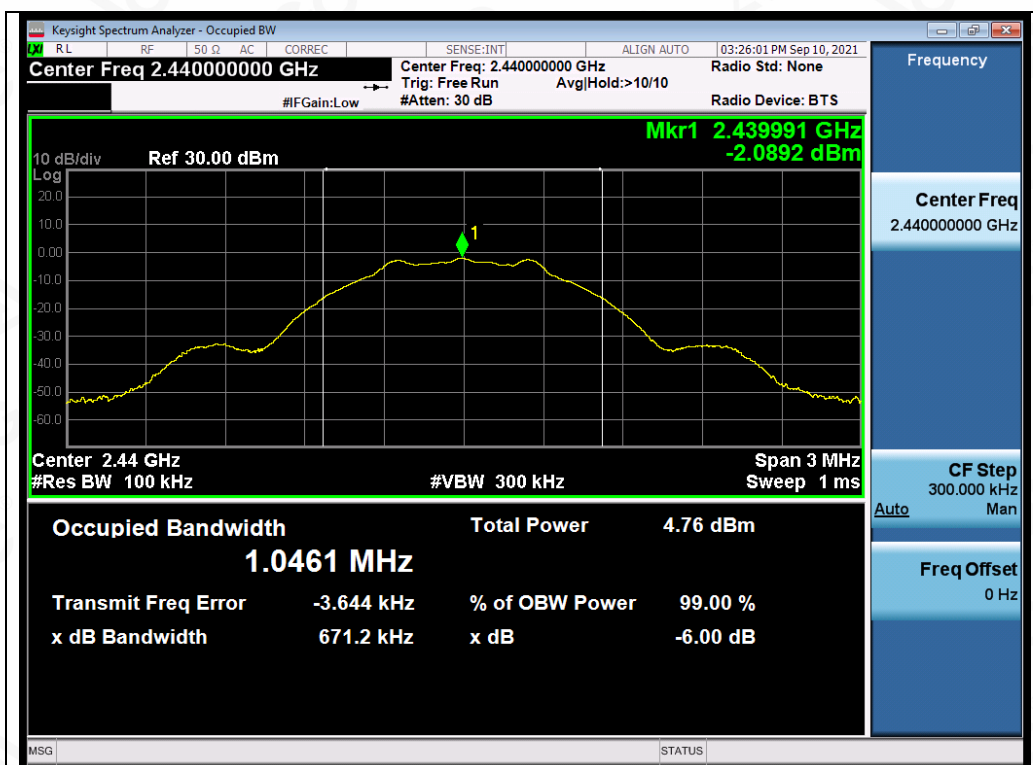 Keysight Spectrum Analyzer - Occupied BW
LXI RL RF 50 Ω AC CORREC SENSE:INT ALIGN AUTO 03:26:01 PM Sep 10, 2021
Center Freq 2.440000000 GHz
Center Freq: 2.440000000 GHz
Radio Std: None
Trig: Free Run Avg|Hold:>10/10
#IFGain:Low #Atten: 30 dB Radio Device: BTS
Frequency
Mkr1 2.439991 GHz
-2.0892 dBm
10 dB/div Ref 30.00 dBm
Log
20.0
10.0
0.00
-10.0
-20.0
-30.0
-40.0
-50.0
-60.0
1
Center 2.44 GHz Span 3 MHz
#Res BW 100 kHz #VBW 300 kHz Sweep 1 ms
Center Freq
2.440000000 GHz
CF Step
300.000 kHz
Auto Man
Freq Offset
0 Hz
Occupied Bandwidth Total Power 4.76 dBm
1.0461 MHz
Transmit Freq Error -3.644 kHz % of OBW Power 99.00 %
x dB Bandwidth 671.2 kHz x dB -6.00 dB
MSG STATUS